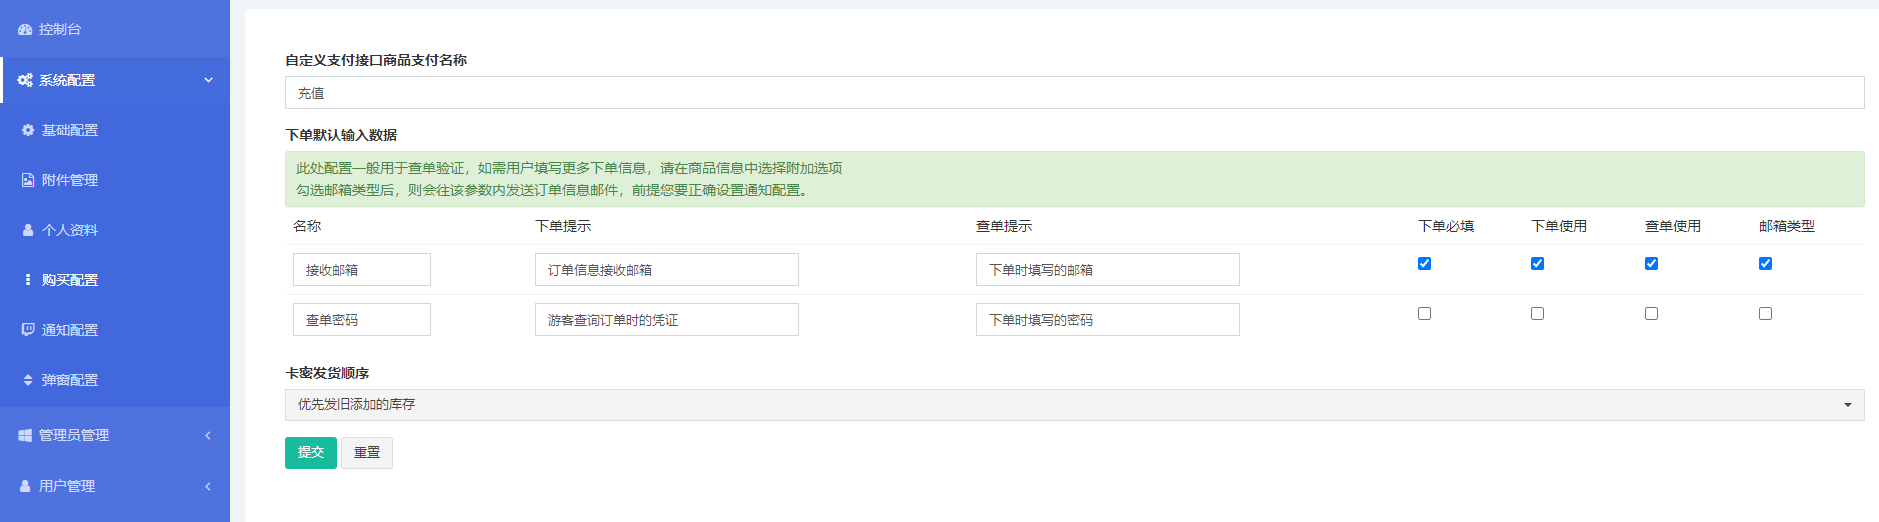 控制台
系统配置
基础配置
附件管理
个人资料
购买配置
通知配置
弹窗配置
管理员管理
用户管理
自定义支付接口商品支付名称
充值
下单默认输入数据
此处配置一般用于查单验证，如需用户填写更多下单信息，请在商品信息中选择附加选项
勾选邮箱类型后，则会往该参数内发送订单信息邮件，前提您要正确设置通知配置。
名称 下单提示 查单提示 下单必填 下单使用 查单使用 邮箱类型
接收邮箱 订单信息接收邮箱 下单时填写的邮箱
查单密码 游客查询订单时的凭证 下单时填写的密码
卡密发货顺序
优先发旧添加的库存
提交 重置